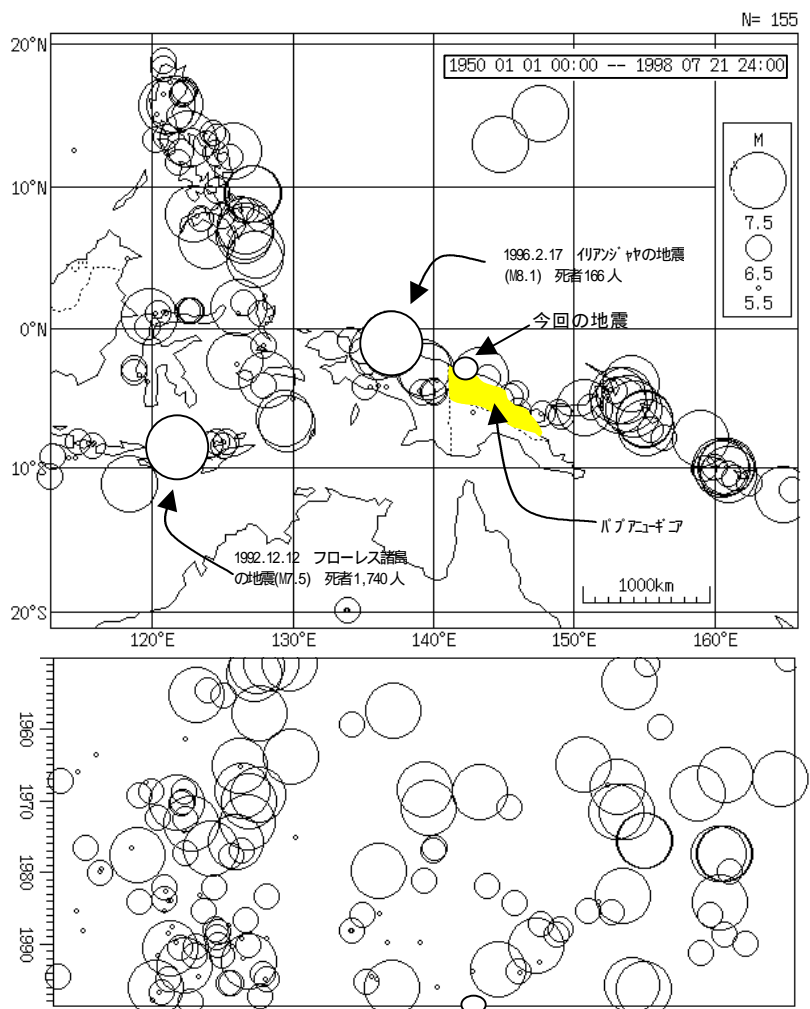 N= 155
20°N
1950 01 01 00:00 -- 1998 07 21 24:00
M
7.5
6.5
5.5
10°N
1996.2.17 イリアンジャヤの地震
(M8.1) 死者166人
今回の地震
0°N
10°S
パプアニューギニア
1992.12.12 フローレス諸島
の地震(M7.5) 死者1,740人
1000km
20°S
120°E
130°E
140°E
150°E
160°E
1960
1970
1980
1990